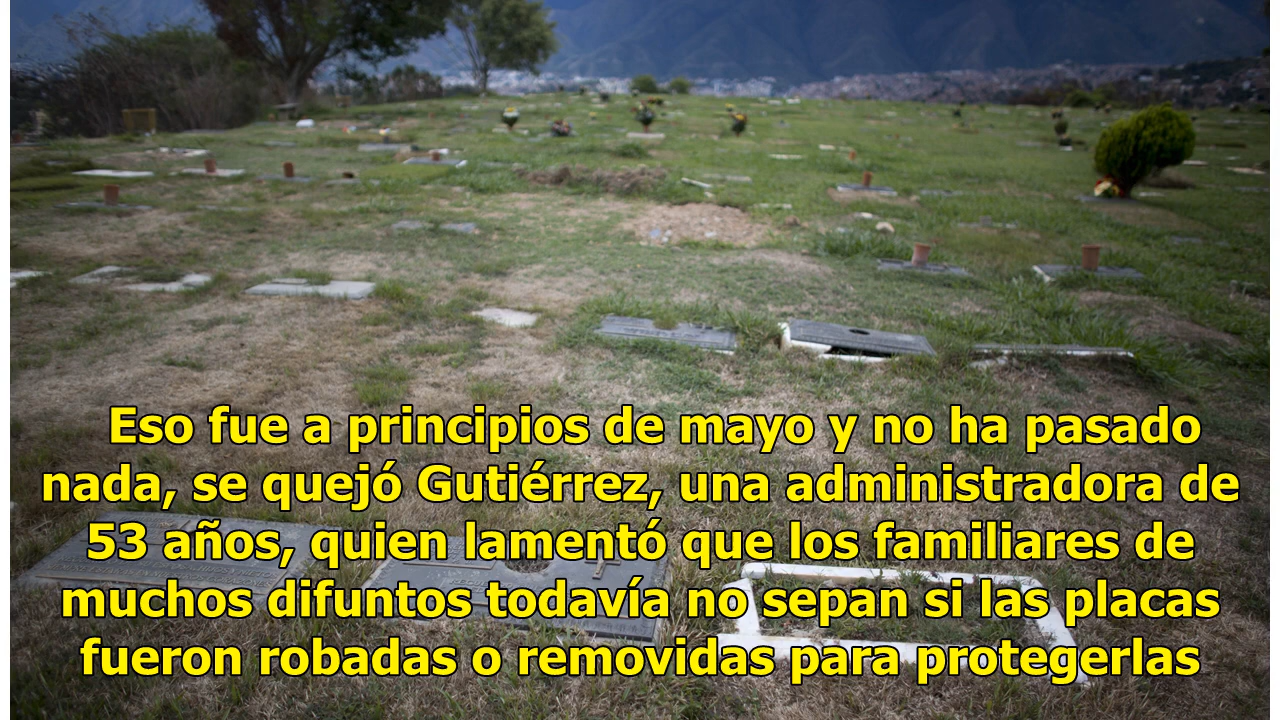 Eso fue a principios de mayo y no ha pasado
nada, se quejó Gutiérrez, una administradora de
53 años, quien lamentó que los familiares de
muchos difuntos todavía no sepan si las placas
fueron robadas o removidas para protegerlas